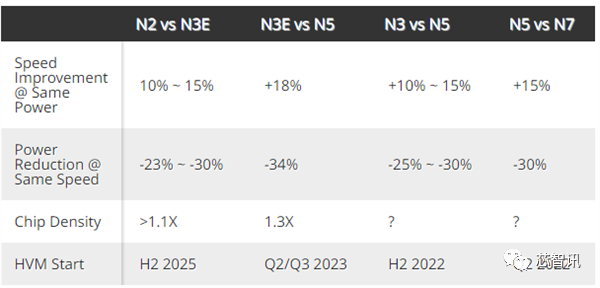 N2 vs N3E N3E vs N5 N3 vs N5 N5 vs N7
Speed
Improvement
@ Same
Power
10% ~ 15% +18% +10% ~ 15% +15%
Power
Reduction @
Same Speed
-23% ~ -30% -34% -25% ~ -30% -30%
Chip Density >1.1X 1.3X ? ?
HVM Start H2 2025 Q2/Q3 2023 H2 2022
芯智讯